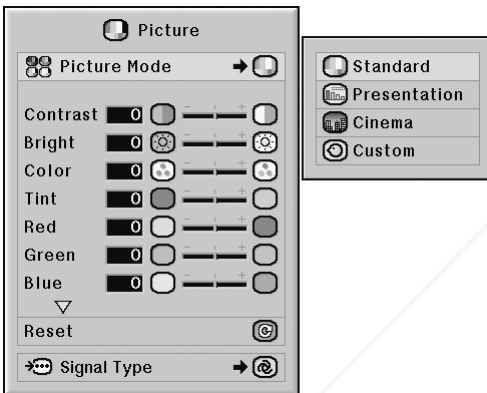 Picture
Picture Mode
Contrast 0
Bright 0
Color 0
Tint 0
Red 0
Green 0
Blue 0
Reset
Signal Type
Standard
Presentation
Cinema
Custom